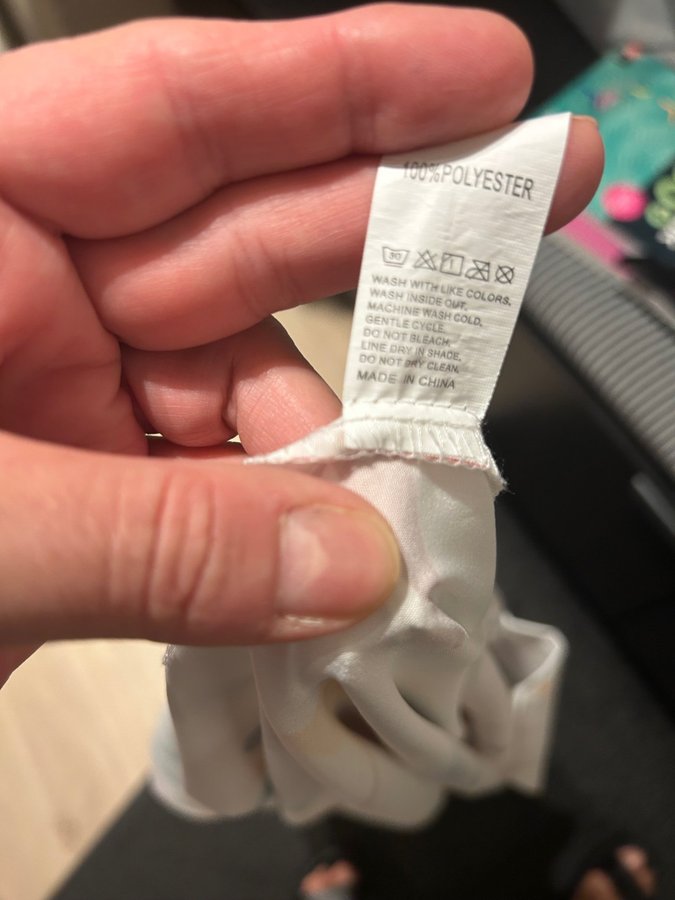 100%POLYESTER
30
WASH WITH LIKE COLORS,
WASH INSIDE OUT,
MACHINE WASH COLD,
GENTLE CYCLE,
DO NOT BLEACH,
LINE DRY IN SHADE,
DO NOT DRY CLEAN,
MADE IN CHINA